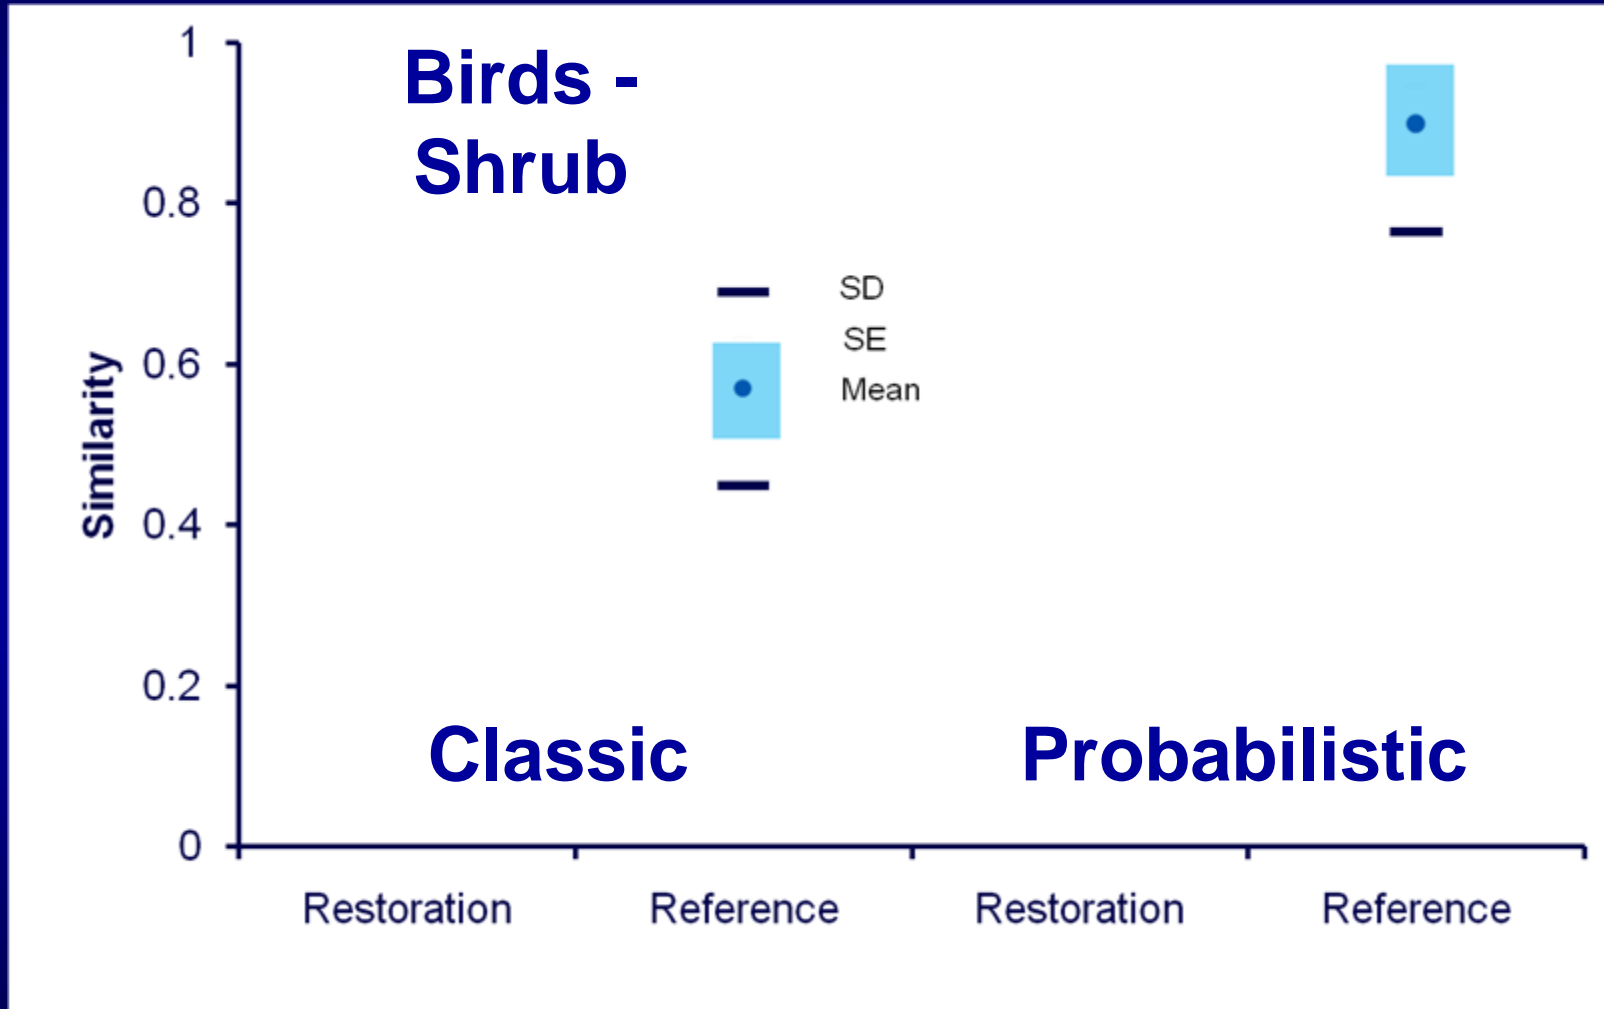 Birds -
Shrub
1
0.8
0.6
0.4
0.2
0
Similarity
SD
SE
Mean
Classic
Probabilistic
Restoration
Reference
Restoration
Reference